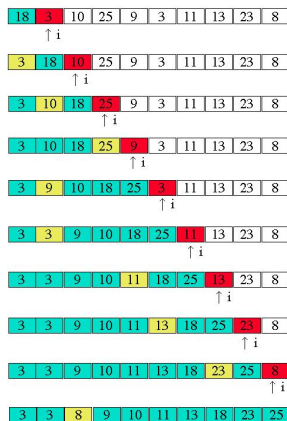 18 3 10 25 9 3 11 13 23 8
↑ i
3 18 10 25 9 3 11 13 23 8
↑ i
3 10 18 25 9 3 11 13 23 8
↑ i
3 10 18 25 9 3 11 13 23 8
↑ i
3 9 10 18 25 3 11 13 23 8
↑ i
3 3 9 10 18 25 11 13 23 8
↑ i
3 3 9 10 11 18 25 13 23 8
↑ i
3 3 9 10 11 13 18 25 23 8
↑ i
3 3 9 10 11 13 18 23 25 8
↑ i
3 3 8 9 10 11 13 18 23 25